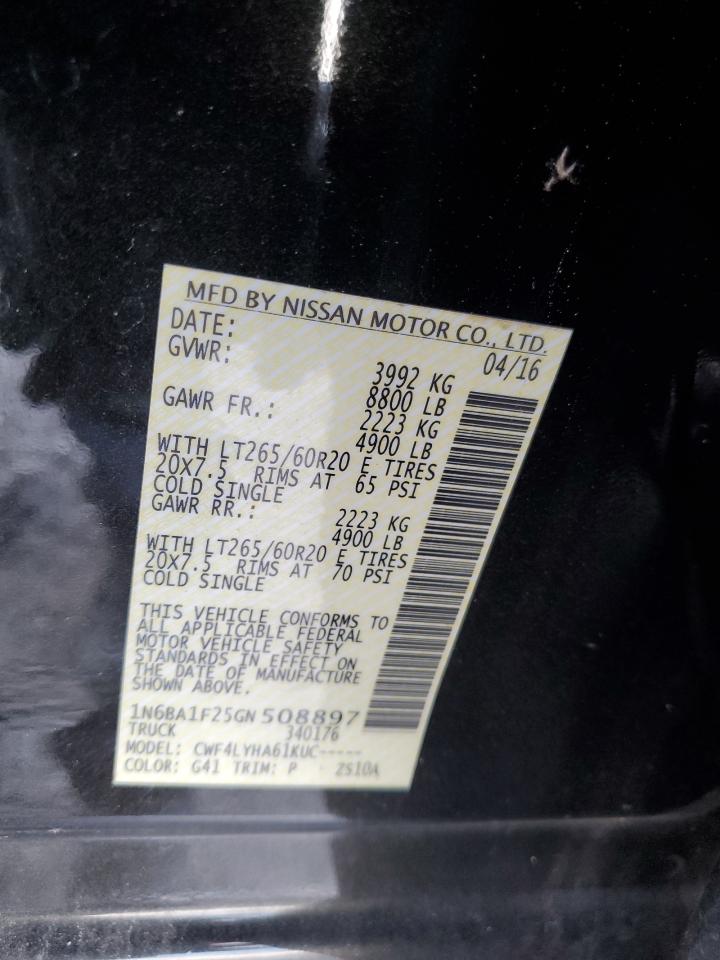 MFD BY NISSAN MOTOR CO., LTD.
DATE: 04/16
GVWR: 3992 KG
8800 LB
GAWR FR.: 2223 KG
4900 LB
WITH LT265/60R20 E TIRES
20X7.5 RIMS AT 65 PSI
COLD SINGLE
GAWR RR.: 2223 KG
4900 LB
WITH LT265/60R20 E TIRES
20X7.5 RIMS AT 70 PSI
COLD SINGLE
THIS VEHICLE CONFORMS TO
ALL APPLICABLE FEDERAL
MOTOR VEHICLE SAFETY
STANDARDS IN EFFECT ON
THE DATE OF MANUFACTURE
SHOWN ABOVE.
1N6BA1F25GN508897
TRUCK 340176
MODEL: CWF4LYHA61KUC-----
COLOR: G41 TRIM: P ZS10A